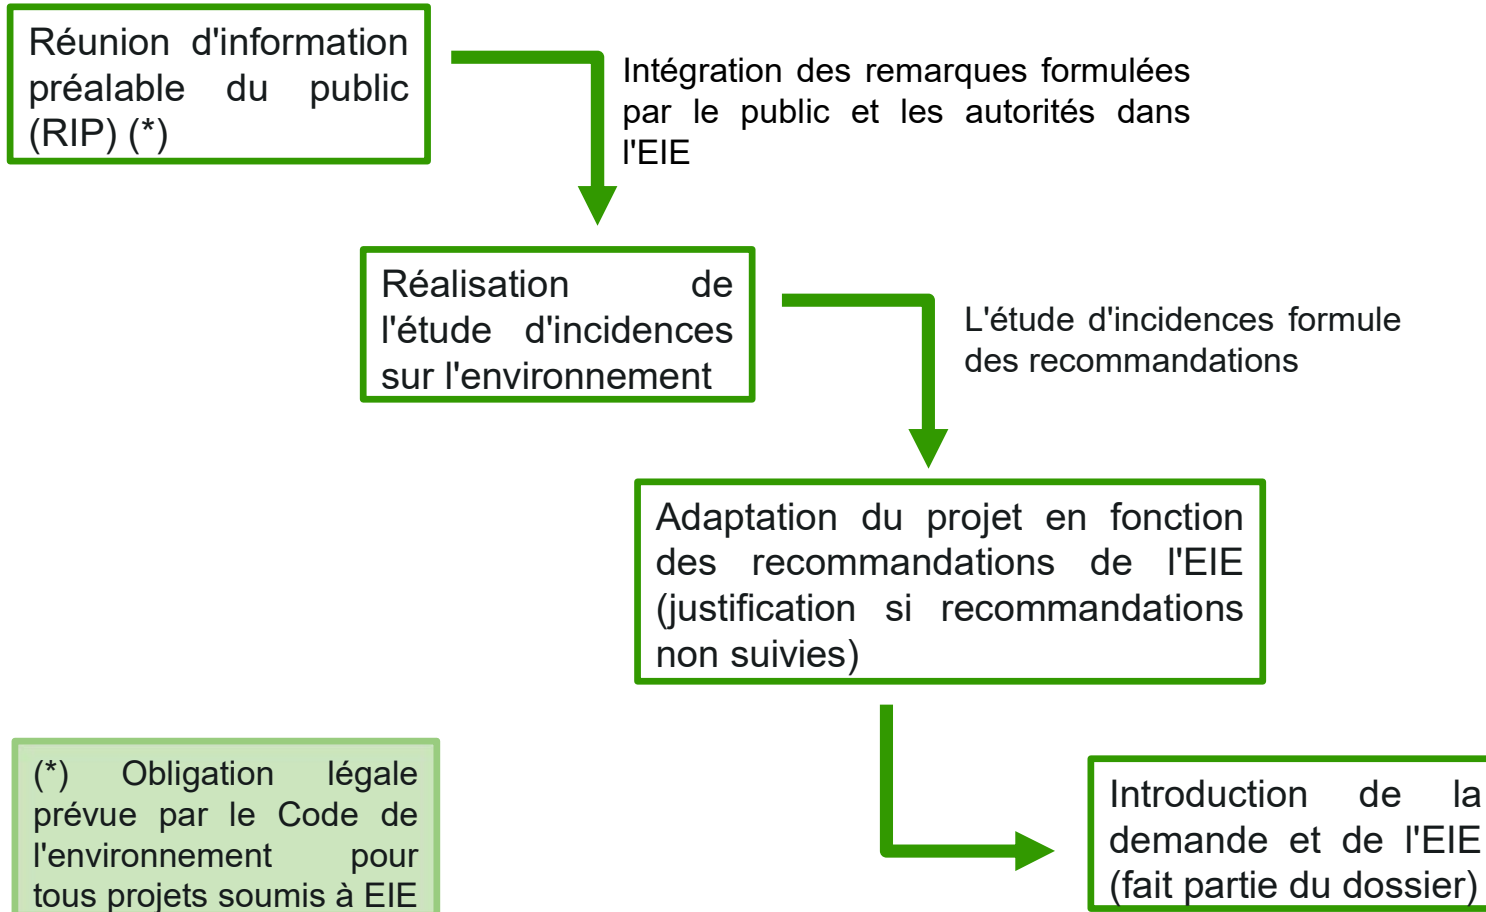 Réunion d'information
préalable du public
(RIP) (*)
Intégration des remarques formulées
par le public et les autorités dans
l'EIE
Réalisation de
l'étude d'incidences
sur l'environnement
L'étude d'incidences formule
des recommandations
Adaptation du projet en fonction
des recommandations de l'EIE
(justification si recommandations
non suivies)
(*) Obligation légale
prévue par le Code de
l'environnement pour
tous projets soumis à EIE
Introduction de la
demande et de l'EIE
(fait partie du dossier)